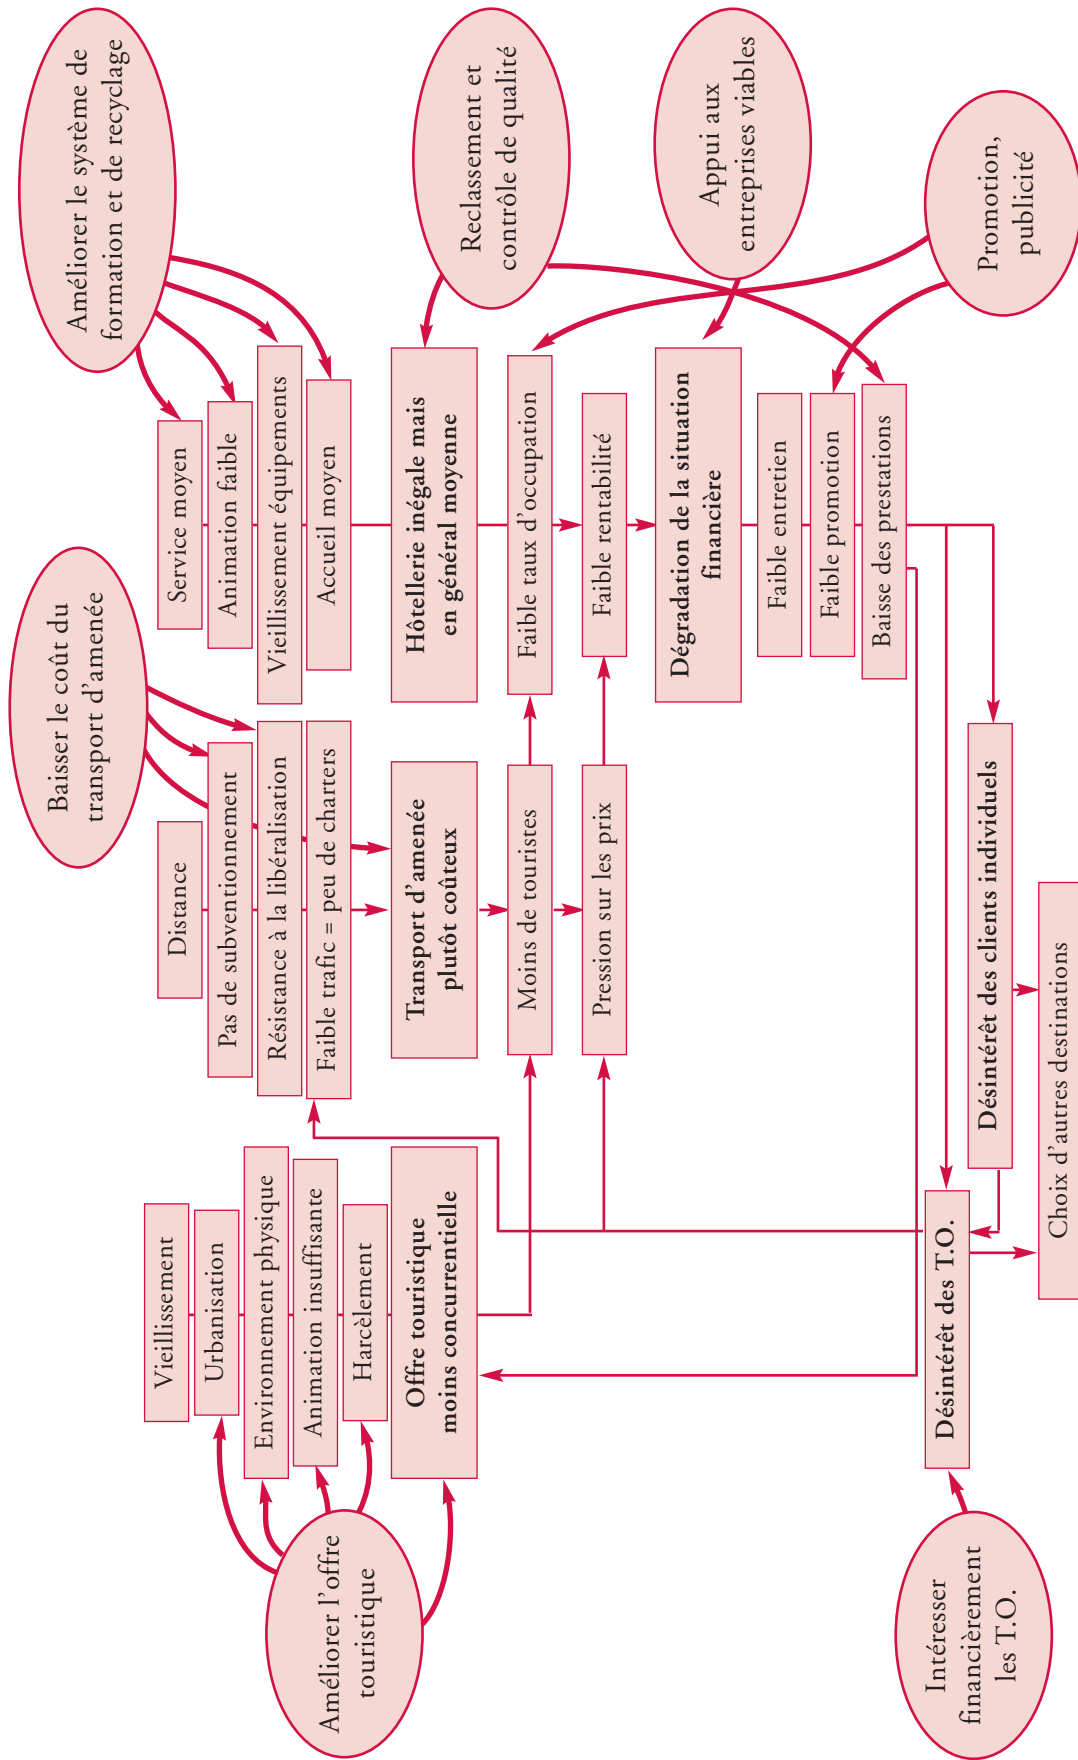 Améliorer l'offre
touristique
Vieillissement
Urbanisation
Environnement physique
Animation insuffisante
Harcèlement
Offre touristique
moins concurrentielle
Baisser le coût du
transport d'amenée
Distance
Pas de subventionnement
Résistance à la libéralisation
Faible trafic = peu de charters
Transport d'amenée
plutôt coûteux
Moins de touristes
Pression sur les prix
Améliorer le système de
formation et de recyclage
Service moyen
Animation faible
Vieillissement équipements
Accueil moyen
Hôtellerie inégale mais
en général moyenne
Reclassement et
contrôle de qualité
Faible taux d'occupation
Faible rentabilité
Dégradation de la situation
financière
Appui aux
entreprises viables
Faible entretien
Faible promotion
Baisse des prestations
Promotion,
publicité
Intéresser
financièrement
les T.O.
Désintérêt des T.O.
Désintérêt des clients individuels
Choix d'autres destinations